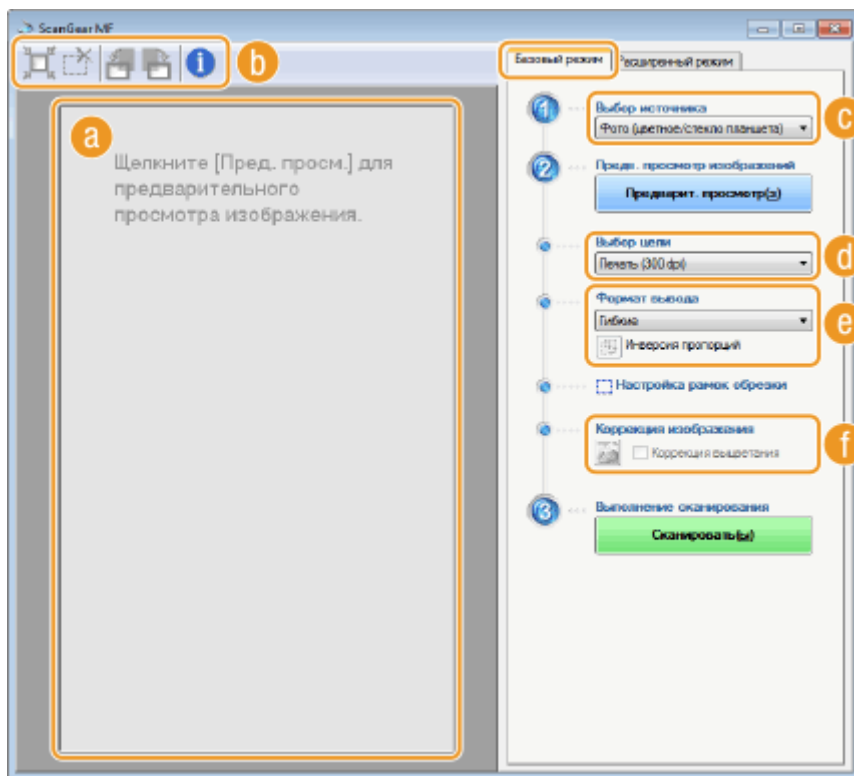 ScanGear MF
b
Базовый режим
Расширенный режим
a
Щелкните [Пред. просм.] для
предварительного
просмотра изображения.
1
Выбор источника
Фото (цветное/стекло планшета)
c
2
Предв. просмотр изображений
Предварит. просмотр(з)
Выбор цели
Печать (300 dpi)
d
Формат вывода
Гибкие
e
Инверсия пропорций
Настройка рамок обрезки
Коррекция изображения
Коррекция выцветания
f
3
Выполнение сканирования
Сканировать(ы)